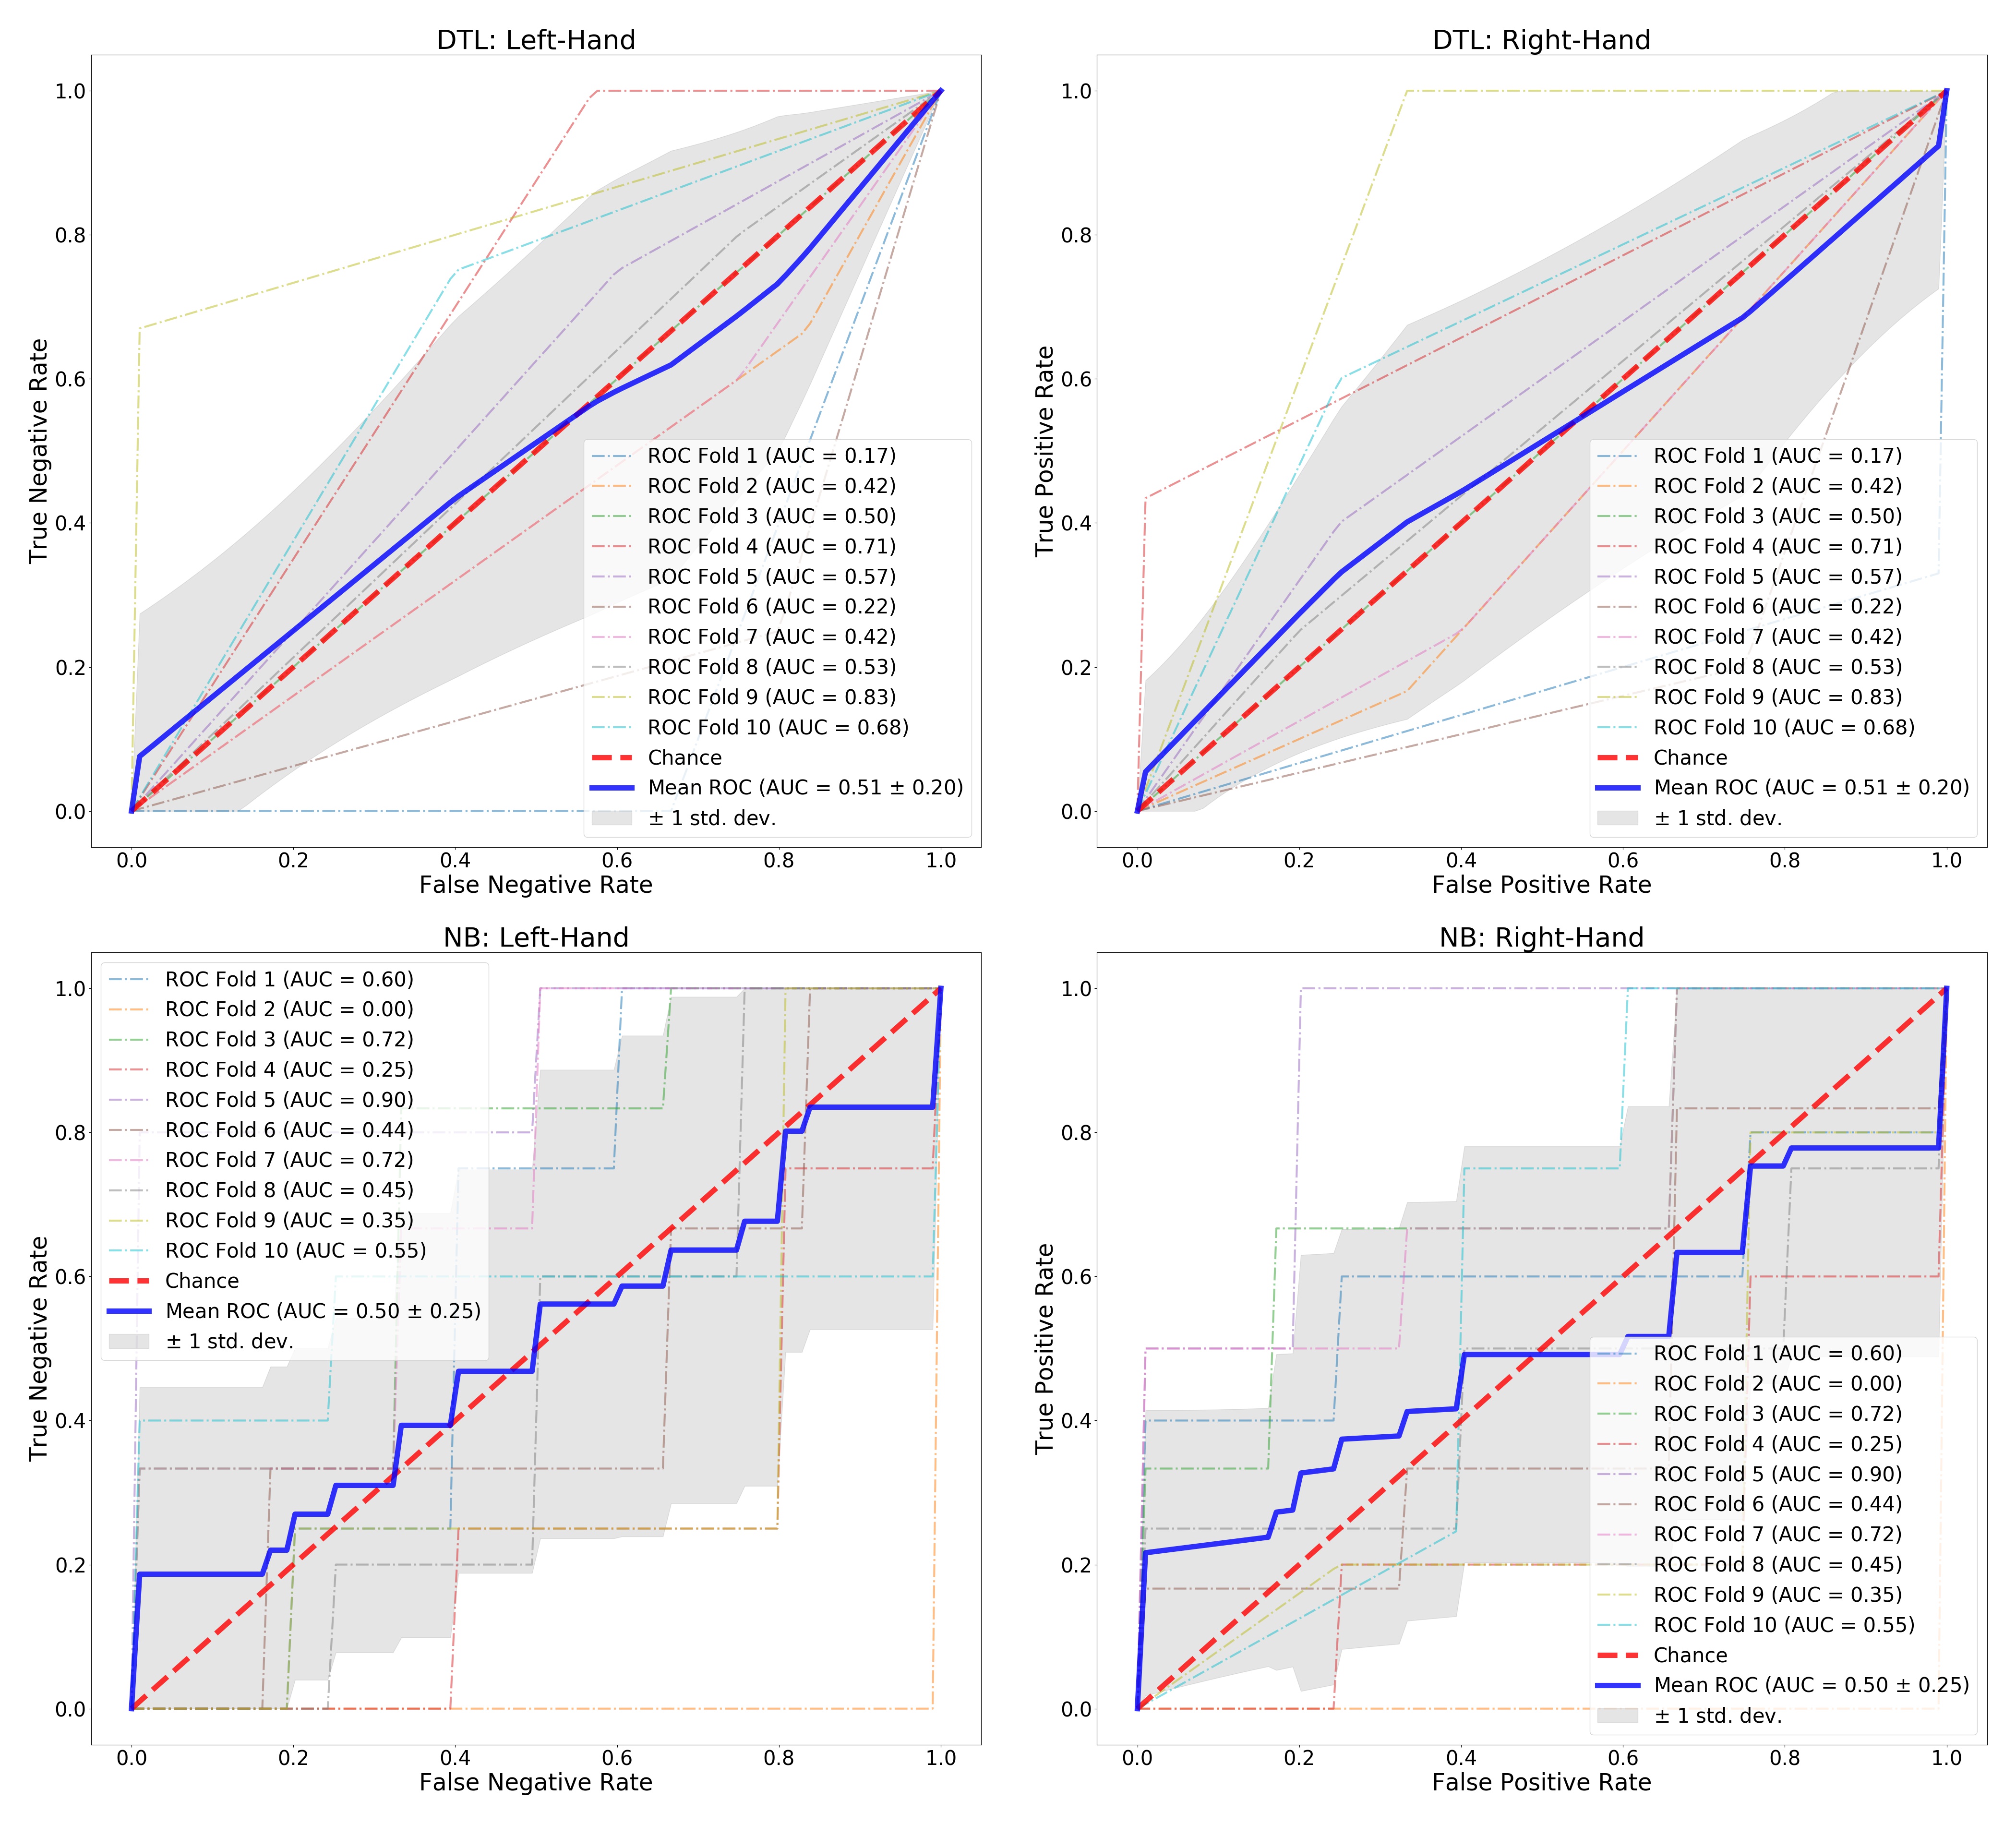 DTL: Left-Hand
True Negative Rate
1.0
0.8
0.6
0.4
0.2
0.0
ROC Fold 1 (AUC = 0.17)
ROC Fold 2 (AUC = 0.42)
ROC Fold 3 (AUC = 0.50)
ROC Fold 4 (AUC = 0.71)
ROC Fold 5 (AUC = 0.57)
ROC Fold 6 (AUC = 0.22)
ROC Fold 7 (AUC = 0.42)
ROC Fold 8 (AUC = 0.53)
ROC Fold 9 (AUC = 0.83)
ROC Fold 10 (AUC = 0.68)
Chance
Mean ROC (AUC = 0.51 ± 0.20)
± 1 std. dev.
0.0 0.2 0.4 0.6 0.8 1.0
False Negative Rate
DTL: Right-Hand
True Positive Rate
1.0
0.8
0.6
0.4
0.2
0.0
ROC Fold 1 (AUC = 0.17)
ROC Fold 2 (AUC = 0.42)
ROC Fold 3 (AUC = 0.50)
ROC Fold 4 (AUC = 0.71)
ROC Fold 5 (AUC = 0.57)
ROC Fold 6 (AUC = 0.22)
ROC Fold 7 (AUC = 0.42)
ROC Fold 8 (AUC = 0.53)
ROC Fold 9 (AUC = 0.83)
ROC Fold 10 (AUC = 0.68)
Chance
Mean ROC (AUC = 0.51 ± 0.20)
± 1 std. dev.
0.0 0.2 0.4 0.6 0.8 1.0
False Positive Rate
NB: Left-Hand
True Negative Rate
1.0
0.8
0.6
0.4
0.2
0.0
ROC Fold 1 (AUC = 0.60)
ROC Fold 2 (AUC = 0.00)
ROC Fold 3 (AUC = 0.72)
ROC Fold 4 (AUC = 0.25)
ROC Fold 5 (AUC = 0.90)
ROC Fold 6 (AUC = 0.44)
ROC Fold 7 (AUC = 0.72)
ROC Fold 8 (AUC = 0.45)
ROC Fold 9 (AUC = 0.35)
ROC Fold 10 (AUC = 0.55)
Chance
Mean ROC (AUC = 0.50 ± 0.25)
± 1 std. dev.
0.0 0.2 0.4 0.6 0.8 1.0
False Negative Rate
NB: Right-Hand
True Positive Rate
1.0
0.8
0.6
0.4
0.2
0.0
ROC Fold 1 (AUC = 0.60)
ROC Fold 2 (AUC = 0.00)
ROC Fold 3 (AUC = 0.72)
ROC Fold 4 (AUC = 0.25)
ROC Fold 5 (AUC = 0.90)
ROC Fold 6 (AUC = 0.44)
ROC Fold 7 (AUC = 0.72)
ROC Fold 8 (AUC = 0.45)
ROC Fold 9 (AUC = 0.35)
ROC Fold 10 (AUC = 0.55)
Chance
Mean ROC (AUC = 0.50 ± 0.25)
± 1 std. dev.
0.0 0.2 0.4 0.6 0.8 1.0
False Positive Rate